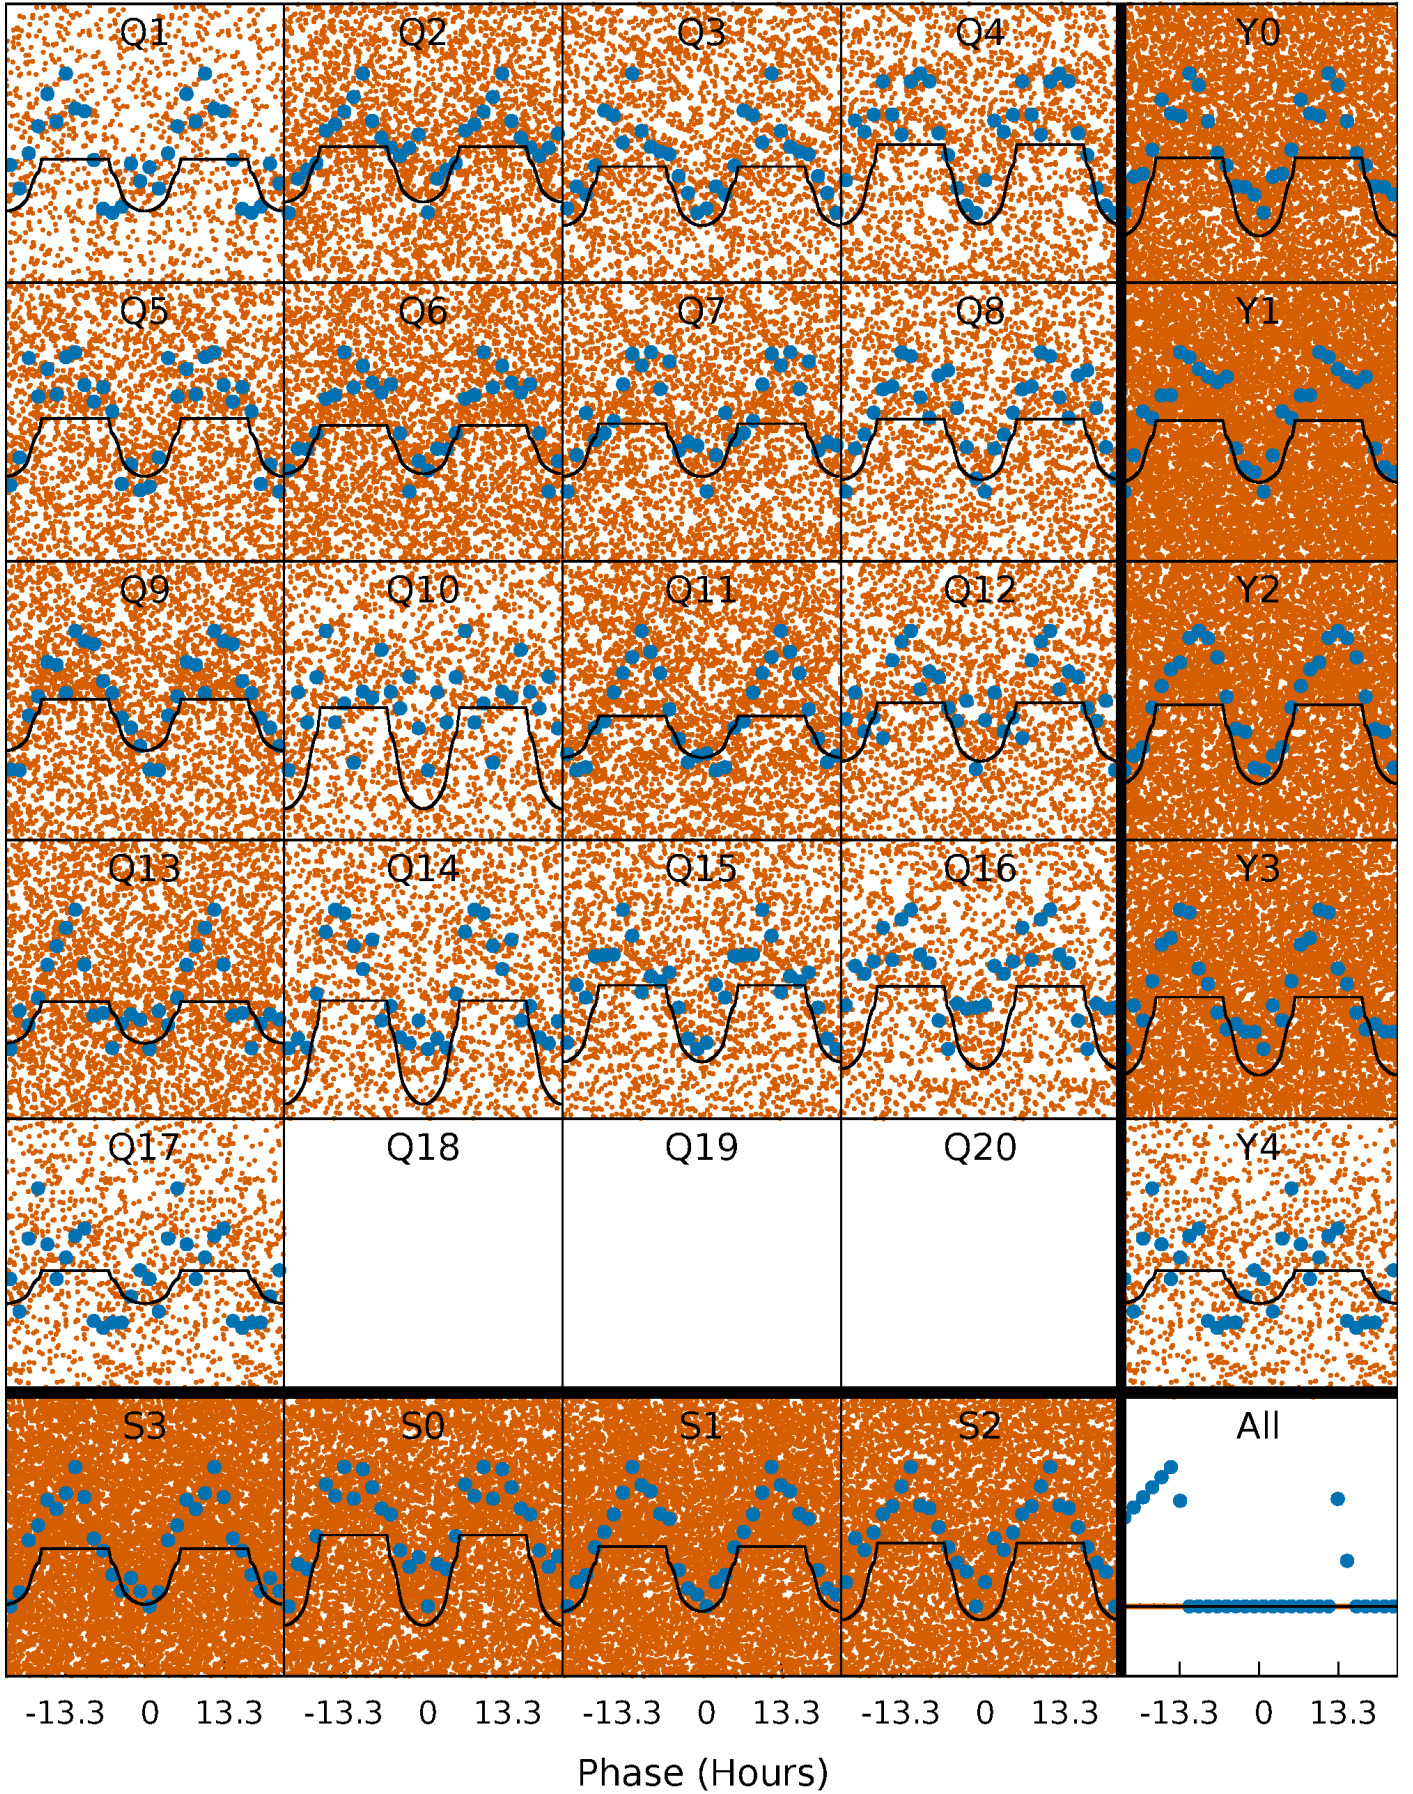 Q1 Q2 Q3 Q4 Y0
Q5 Q6 Q7 Q8 Y1
Q9 Q10 Q11 Q12 Y2
Q13 Q14 Q15 Q16 Y3
Q17 Q18 Q19 Q20 Y4
S3 S0 S1 S2 All
-13.3 0 13.3 -13.3 0 13.3 -13.3 0 13.3 -13.3 0 13.3 -13.3 0 13.3
Phase (Hours)